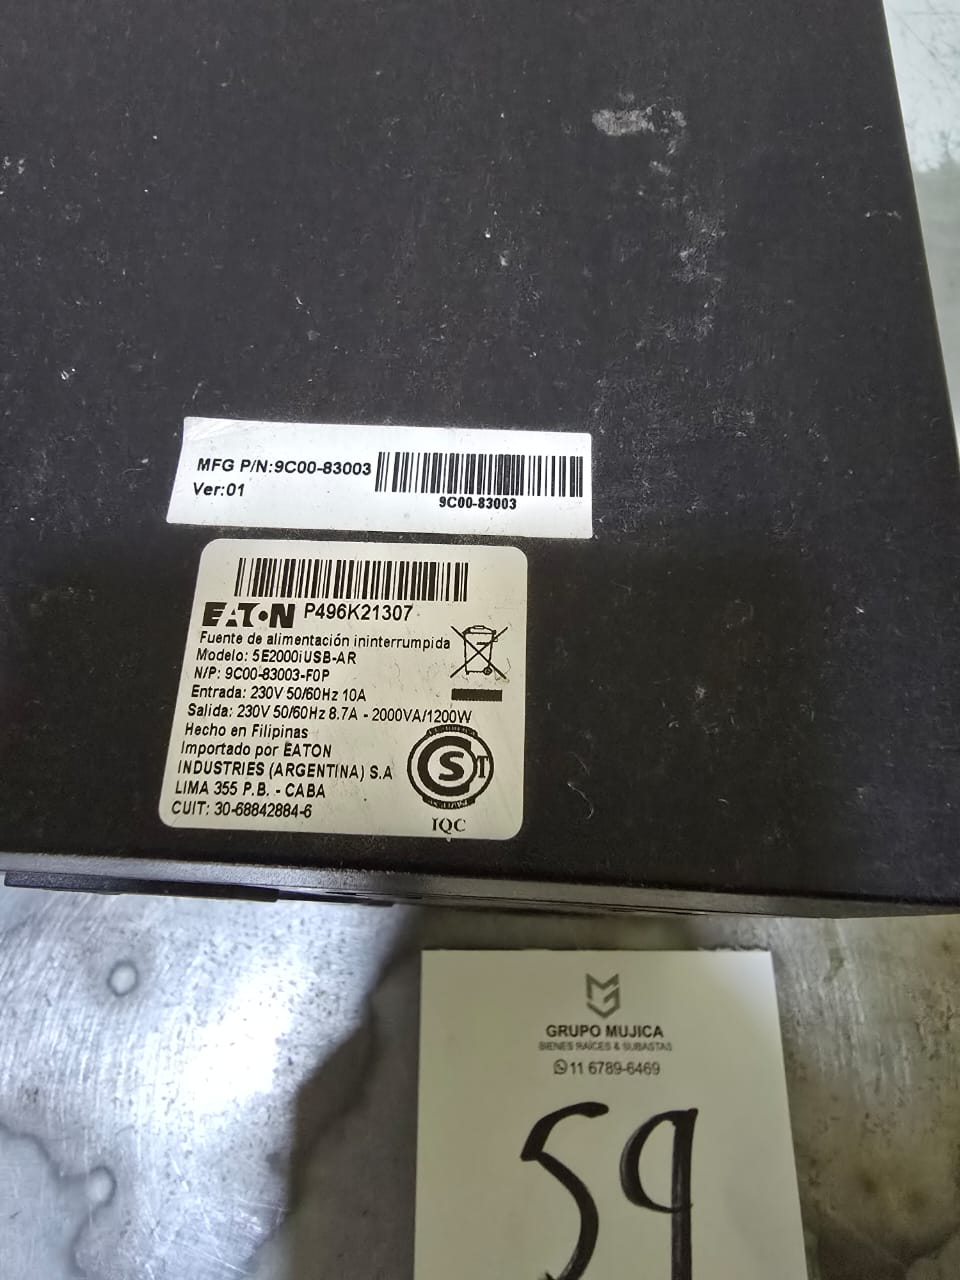 MFG P/N:9C00-83003
Ver:01
9C00-83003
EATON P496K21307
Fuente de alimentación ininterrumpida
Modelo: 5E2000iUSB-AR
N/P: 9C00-83003-F0P
Entrada: 230V 50/60Hz 10A
Salida: 230V 50/60Hz 8.7A - 2000VA/1200W
Hecho en Filipinas
Importado por EATON
INDUSTRIES (ARGENTINA) S.A
LIMA 355 P.B. - CABA
CUIT: 30-68842884-6
S
IQC
GRUPO MUJICA
BIENES RAÍCES & SUBASTAS
11 6789-6469
59